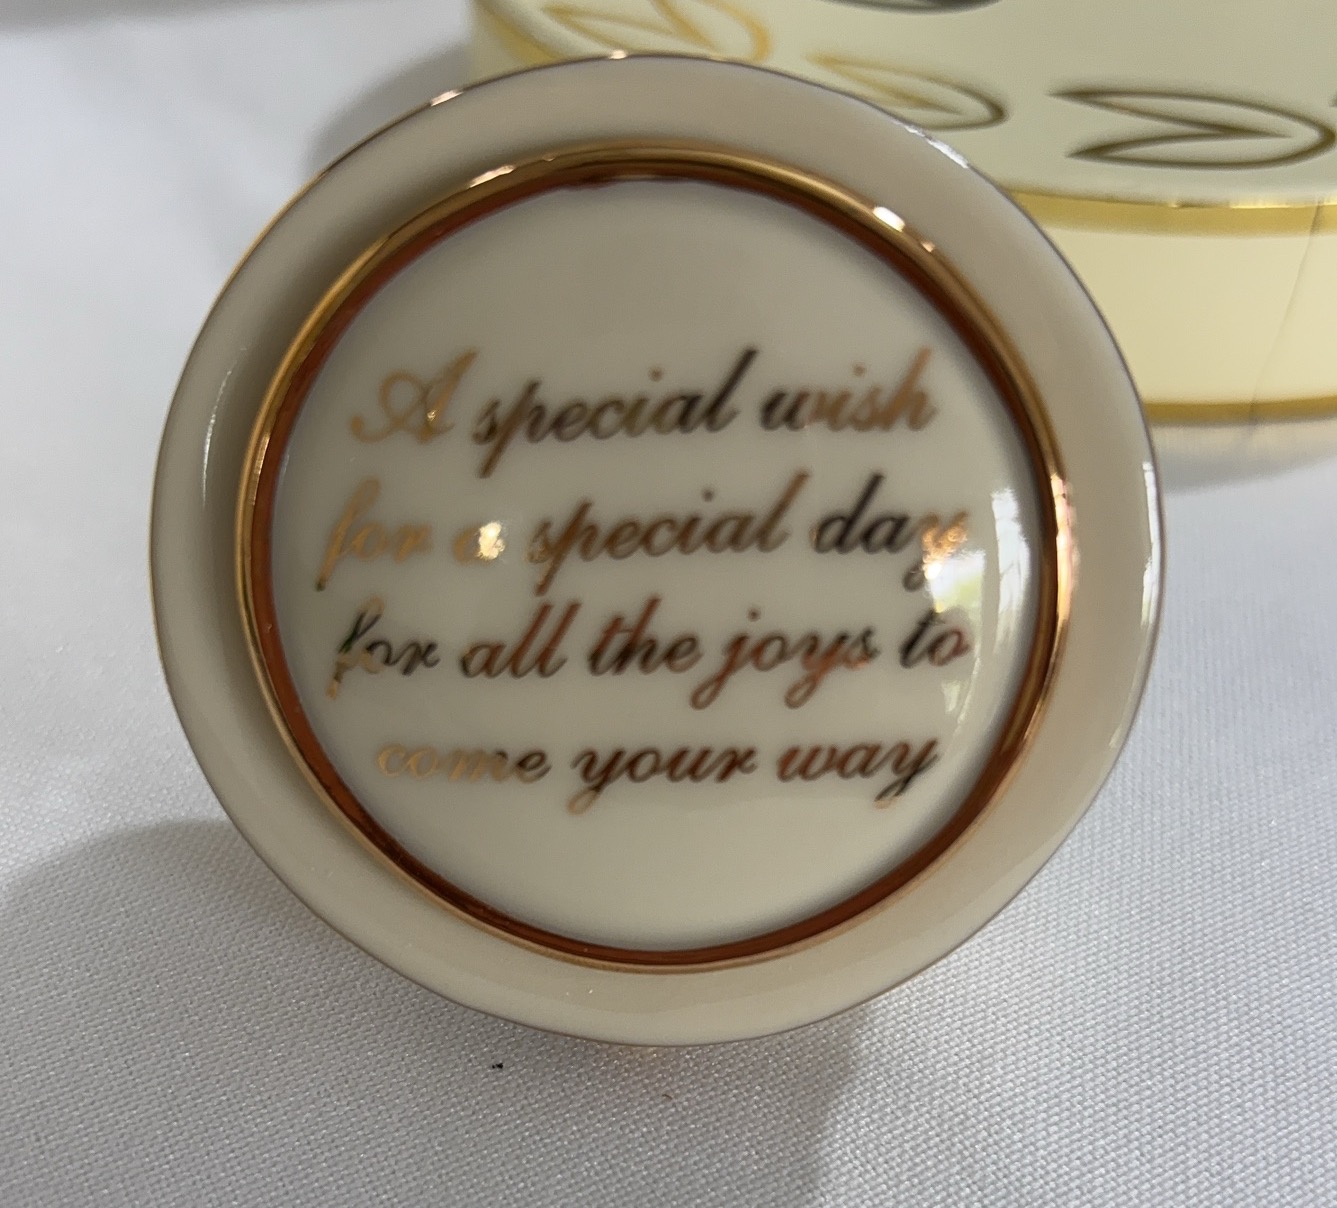 A special wish
for a special day
for all the joys to
come your way